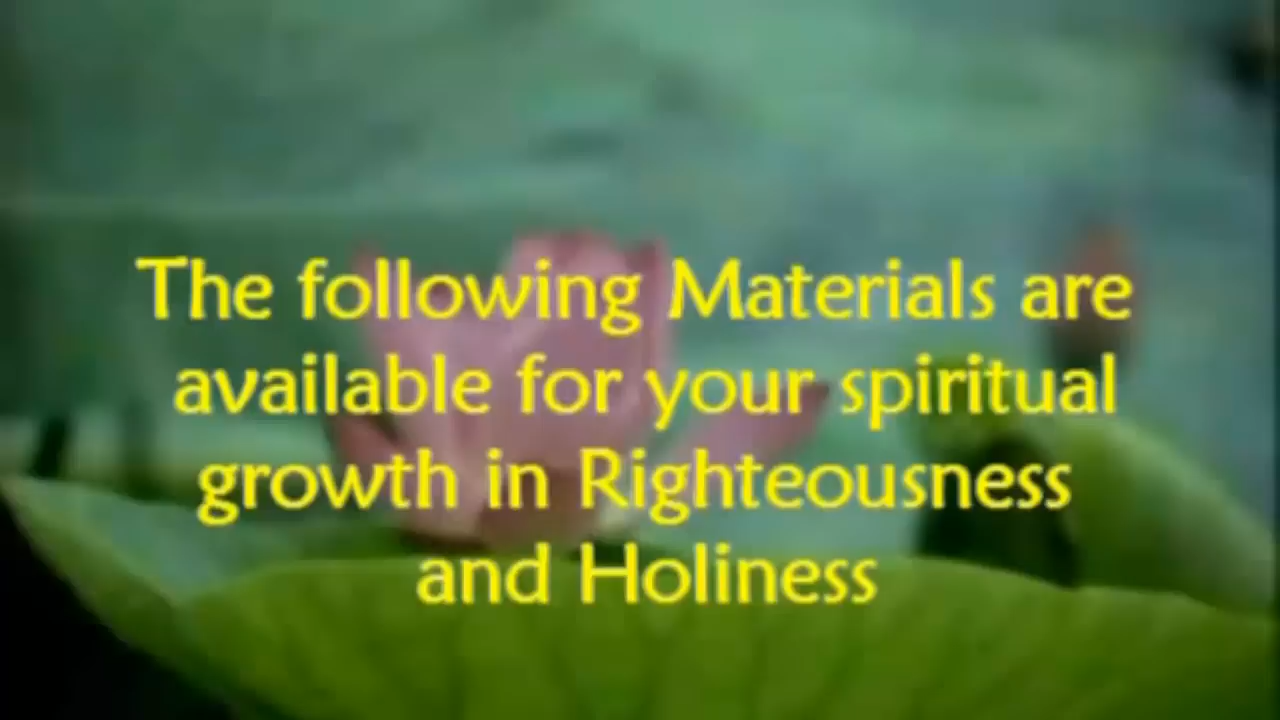 The following Materials are
available for your spiritual
growth in Righteousness
and Holiness